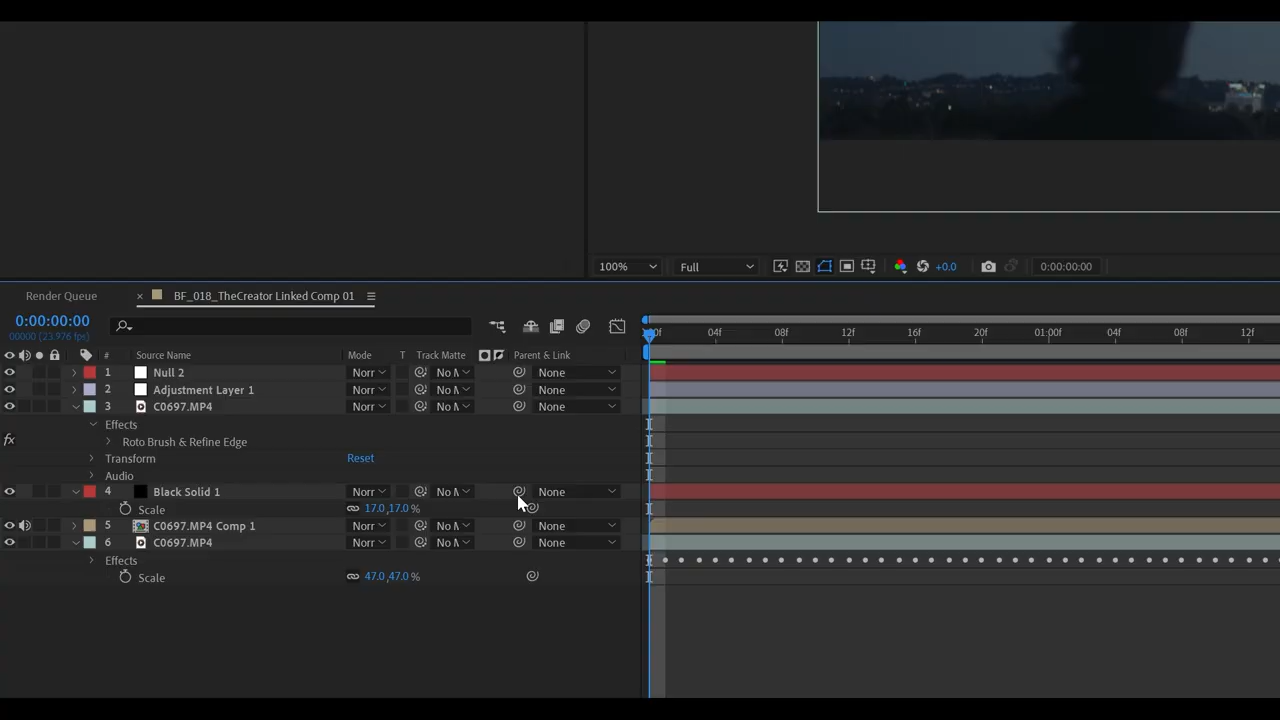 100% Full +0.0 0:00:00:00
Render Queue × BF_018_TheCreator Linked Comp 01
0:00:00:00
00000 (23.976 fps)
04f 08f 12f 16f 20f 01:00f 04f 08f 12f
# Source Name Mode T Track Matte Parent & Link
1 Null 2 Norr No M None
2 Adjustment Layer 1 Norr No M None
3 C0697.MP4 Norr No M None
Effects
fx Roto Brush & Refine Edge
Transform Reset
Audio
4 Black Solid 1 Norr No M None
Scale 17.0,17.0 %
5 C0697.MP4 Comp 1 Norr No M None
6 C0697.MP4 Norr No M None
Effects
Scale 47.0,47.0 %